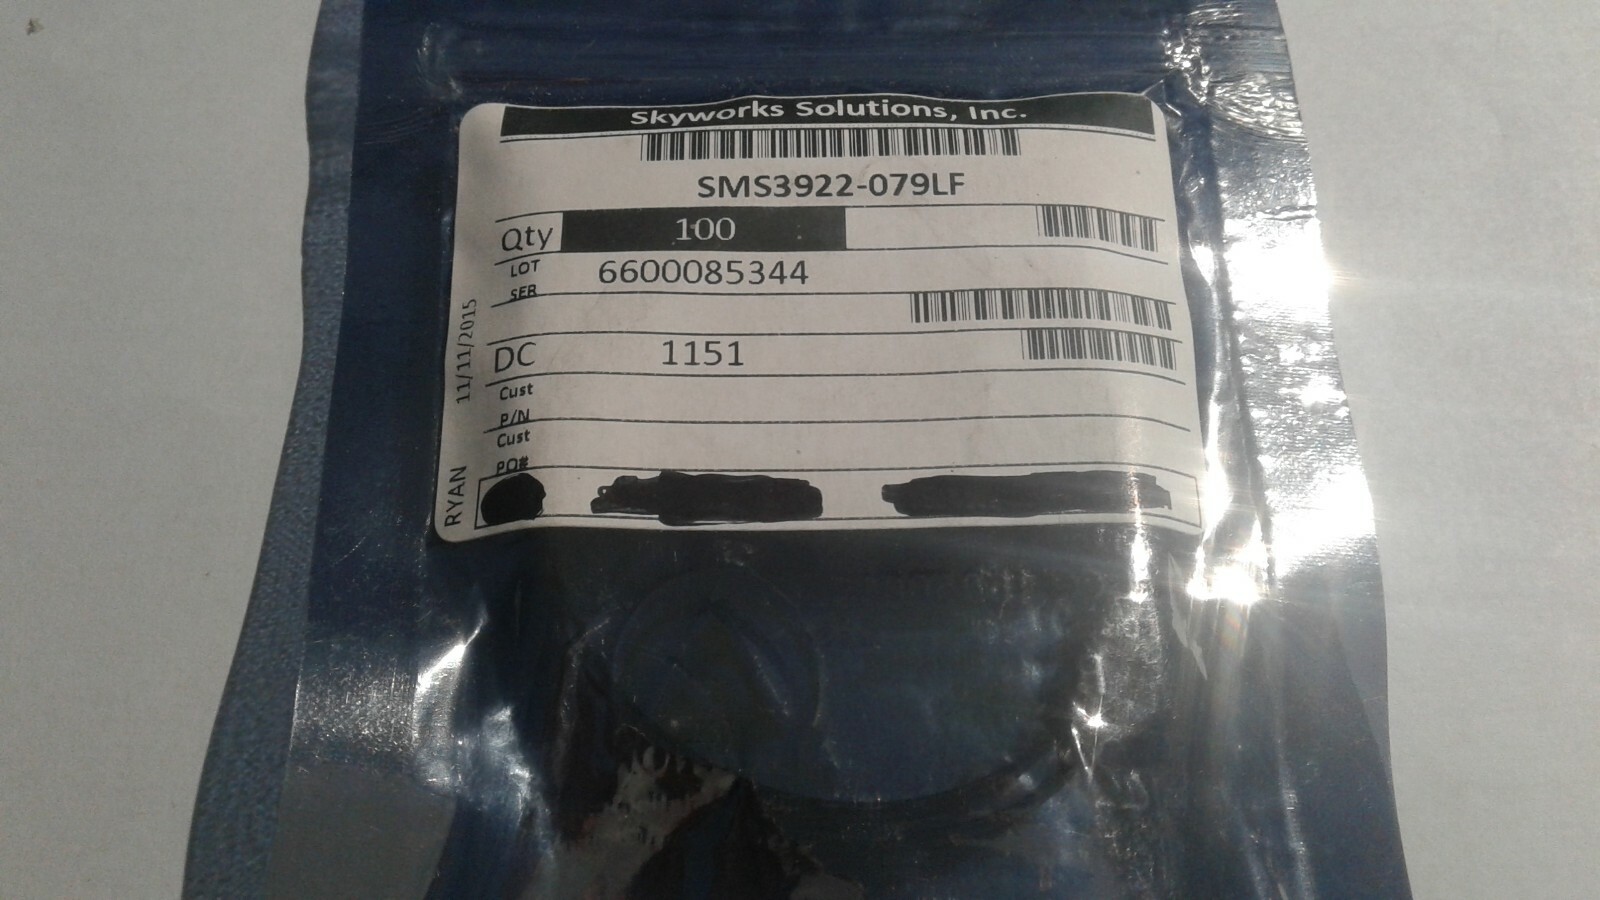 Skyworks Solutions, Inc.
SMS3922-079LF
Qty 100
LOT 6600085344
SER
DC 1151
Cust
P/N
Cust
PO#
RYAN 11/11/2015